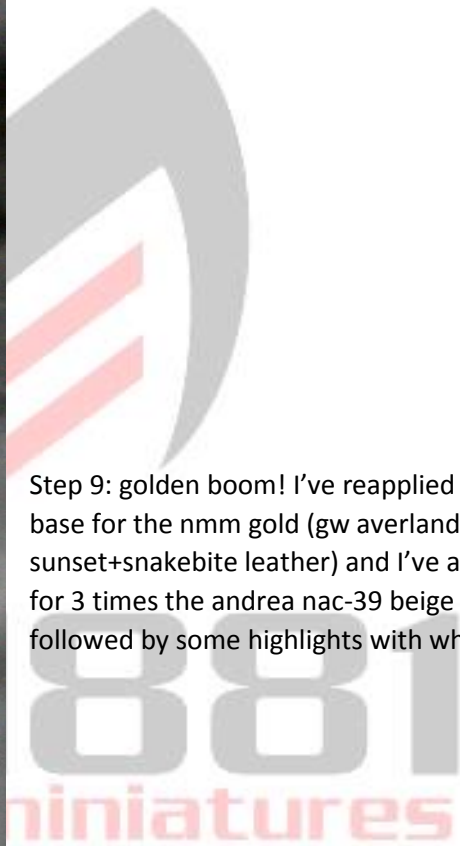 Step 9: golden boom! I've reapplied
base for the nmm gold (gw averland
sunset+snakebite leather) and I've a
for 3 times the andrea nac-39 beige
followed by some highlights with wh
881
miniatures